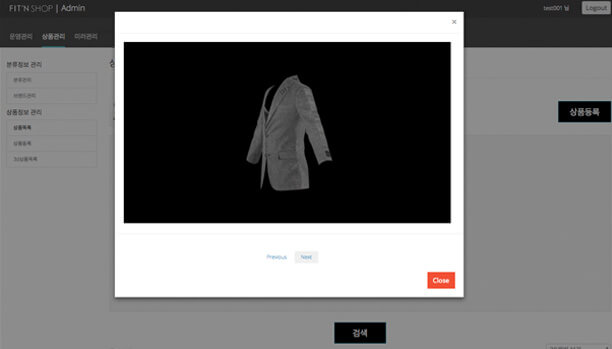 FIT'N SHOP | Admin
test001 님
Logout
운영관리 상품관리 미러관리
×
분류정보 관리
분류관리
브랜드관리
상품정보 관리
상품목록
상품등록
3d상품목록
상품등록
Previous Next
Close
검색